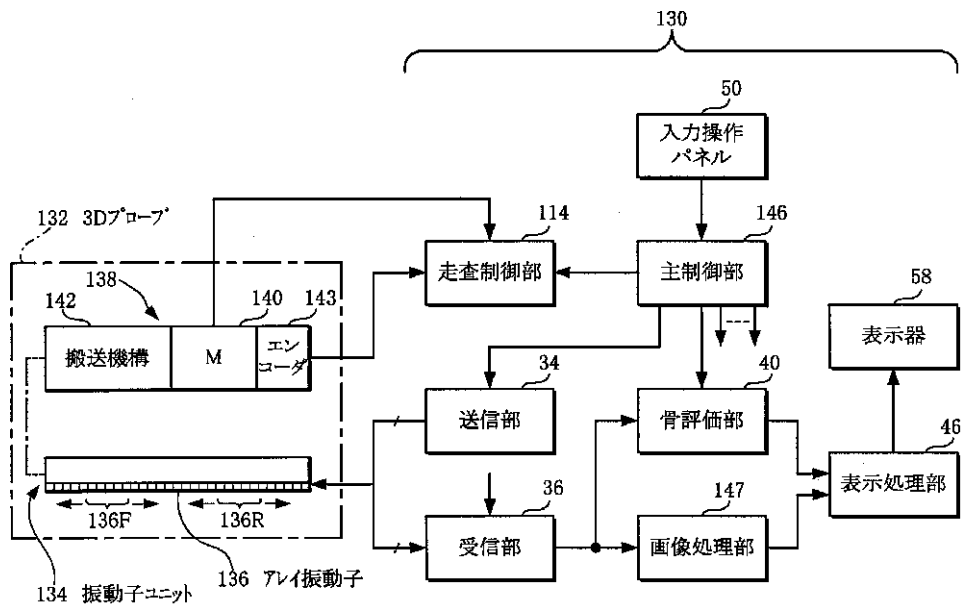 130
50
入力操作
パネル
132 3Dプローブ
114
走査制御部
146
主制御部
138
142
140
143
搬送機構
M
エン
コーダ
58
表示器
34
送信部
40
骨評価部
46
表示処理部
136F
136R
36
受信部
147
画像処理部
136 アレイ振動子
134 振動子ユニット